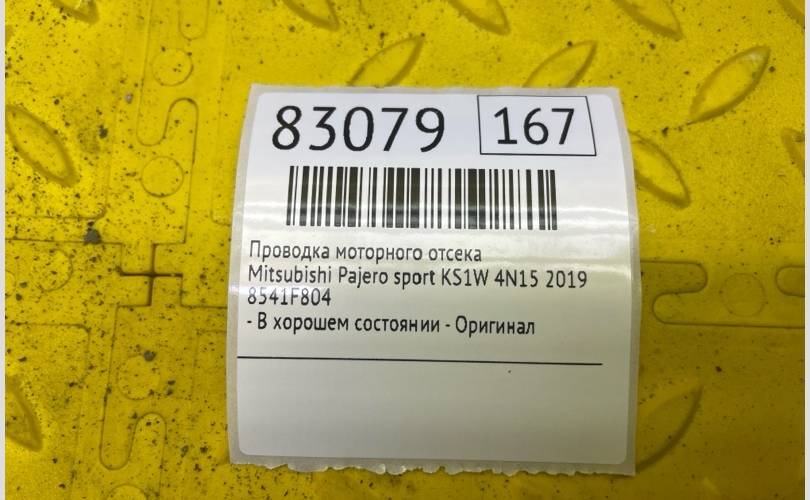 83079 167
Проводка моторного отсека
Mitsubishi Pajero sport KS1W 4N15 2019
8541F804
- В хорошем состоянии - Оригинал